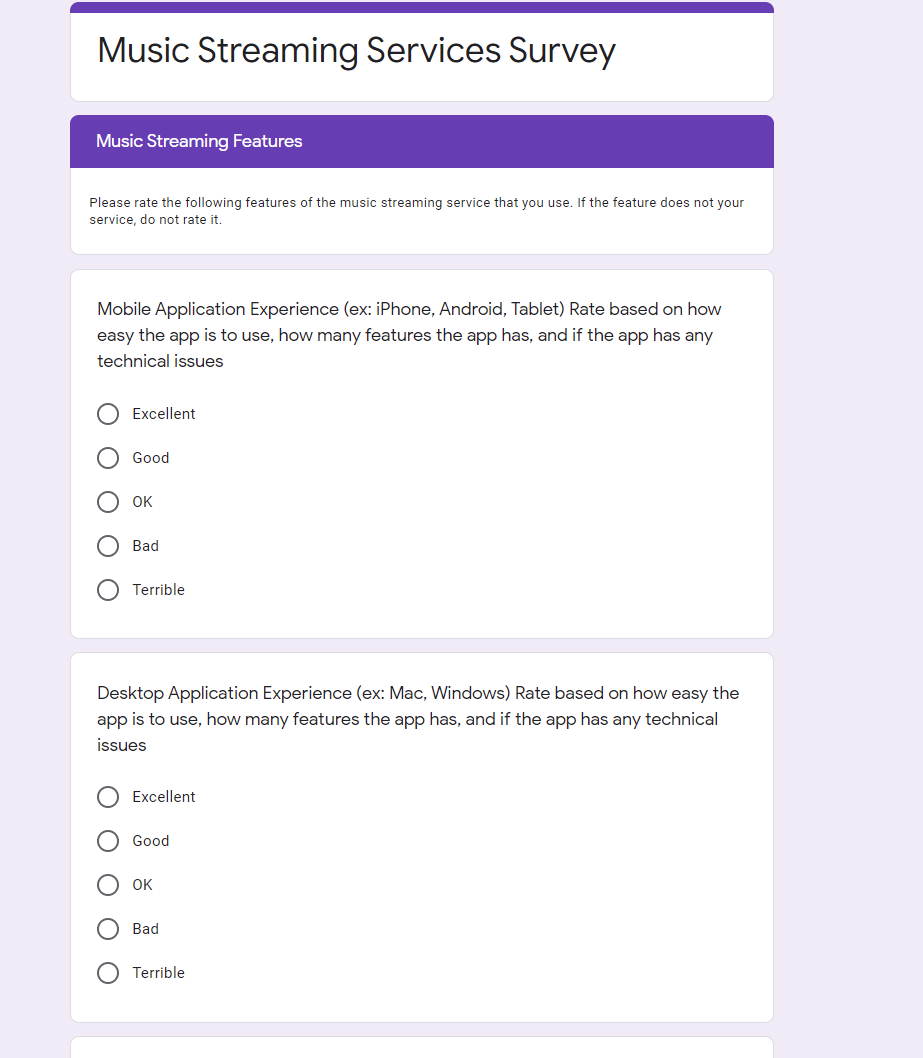 Music Streaming Services Survey
Music Streaming Features
Please rate the following features of the music streaming service that you use. If the feature does not your
service, do not rate it.
Mobile Application Experience (ex: iPhone, Android, Tablet) Rate based on how
easy the app is to use, how many features the app has, and if the app has any
technical issues
Excellent
Good
OK
Bad
Terrible
Desktop Application Experience (ex: Mac, Windows) Rate based on how easy the
app is to use, how many features the app has, and if the app has any technical
issues
Excellent
Good
OK
Bad
Terrible